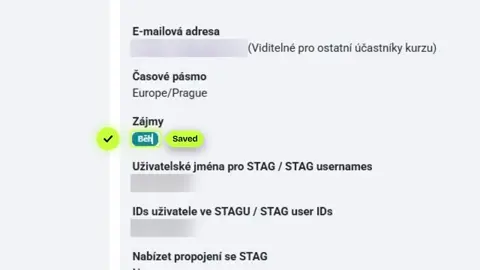 E-mailová adresa
(Viditelné pro ostatní účastníky kurzu)
Časové pásmo
Europe/Prague
Zájmy
Běh Saved
Uživatelské jména pro STAG / STAG usernames
IDs uživatele ve STAGU / STAG user IDs
Nabízet propojení se STAG